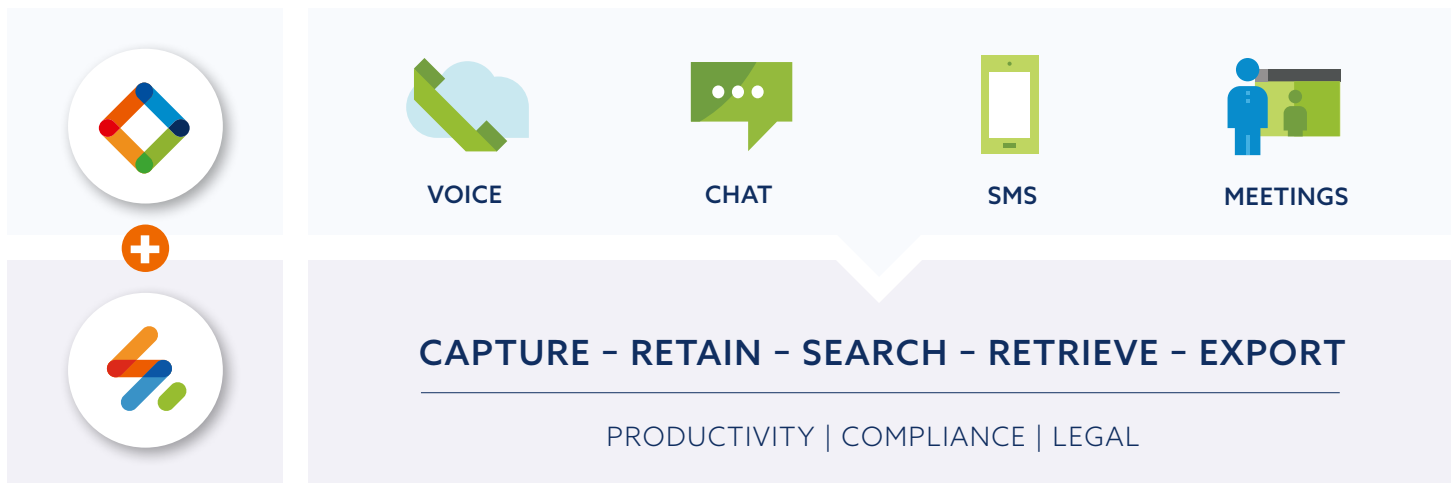 VOICE
CHAT
SMS
MEETINGS
CAPTURE – RETAIN – SEARCH – RETRIEVE – EXPORT
PRODUCTIVITY | COMPLIANCE | LEGAL